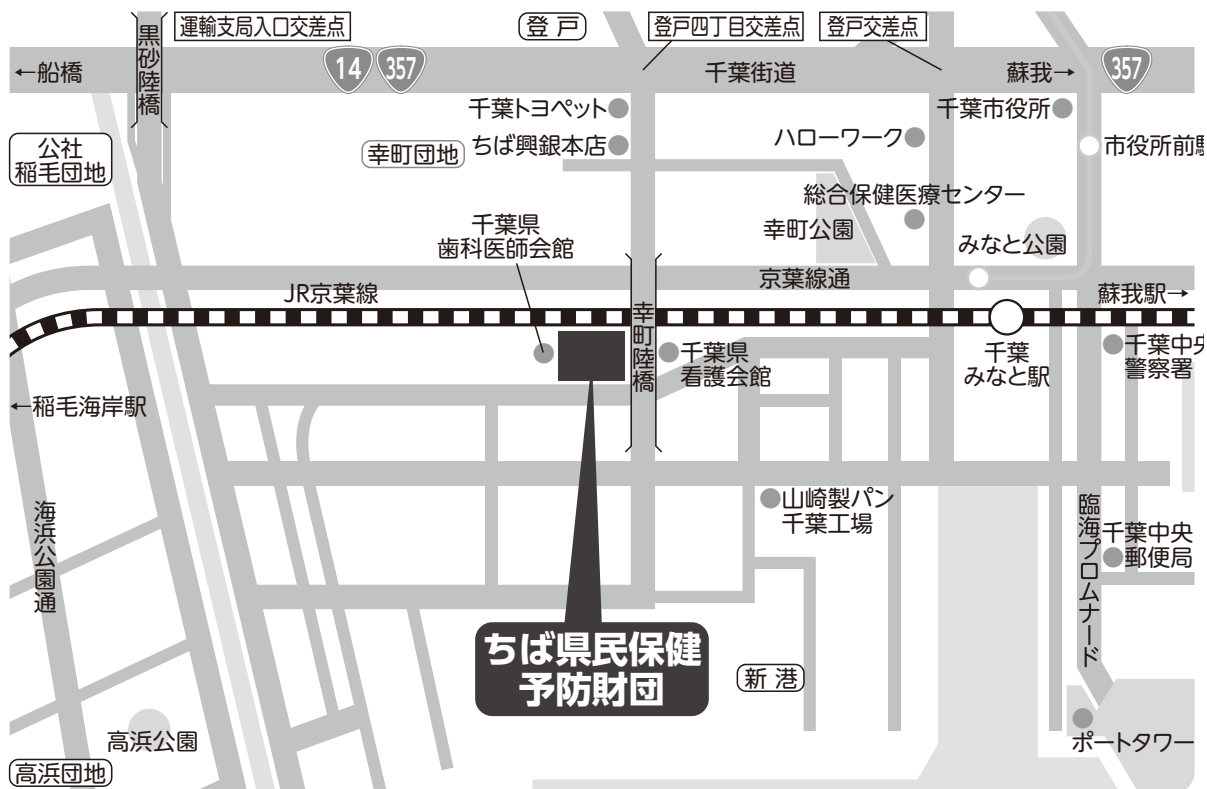 運輸支局入口交差点
登戸
登戸四丁目交差点
登戸交差点
黒砂陸橋
←船橋
14
357
千葉街道
蘇我→
357
千葉トヨペット
千葉市役所
公社
稲毛団地
幸町団地
ちば興銀本店
ハローワーク
市役所前駅
総合保健医療センター
千葉県
歯科医師会館
幸町公園
みなと公園
京葉線通
JR京葉線
蘇我駅→
幸町陸橋
千葉県
看護会館
千葉
みなと駅
千葉中央
警察署
←稲毛海岸駅
山崎製パン
千葉工場
海浜公園通
臨海プロムナード
千葉中央
郵便局
ちば県民保健
予防財団
新港
高浜公園
ポートタワー
高浜団地